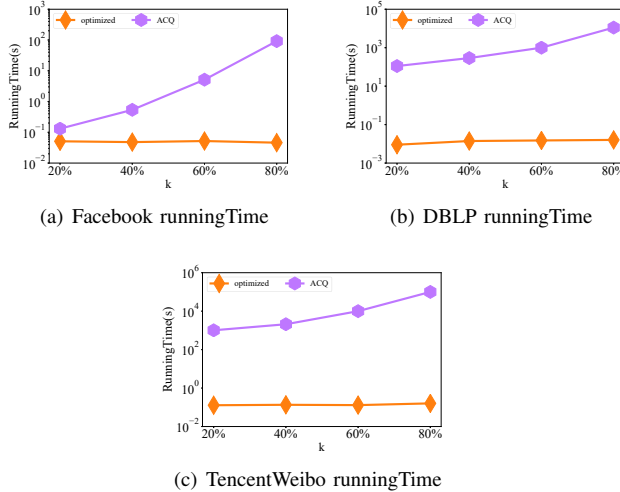 optimized ACQ
RunningTime(s)
10^3
10^2
10^1
10^0
10^-1
10^-2
20% 40% 60% 80%
k
(a) Facebook runningTime
optimized ACQ
RunningTime(s)
10^5
10^3
10^1
10^-1
10^-3
20% 40% 60% 80%
k
(b) DBLP runningTime
optimized ACQ
RunningTime(s)
10^6
10^4
10^2
10^0
10^-2
20% 40% 60% 80%
k
(c) TencentWeibo runningTime